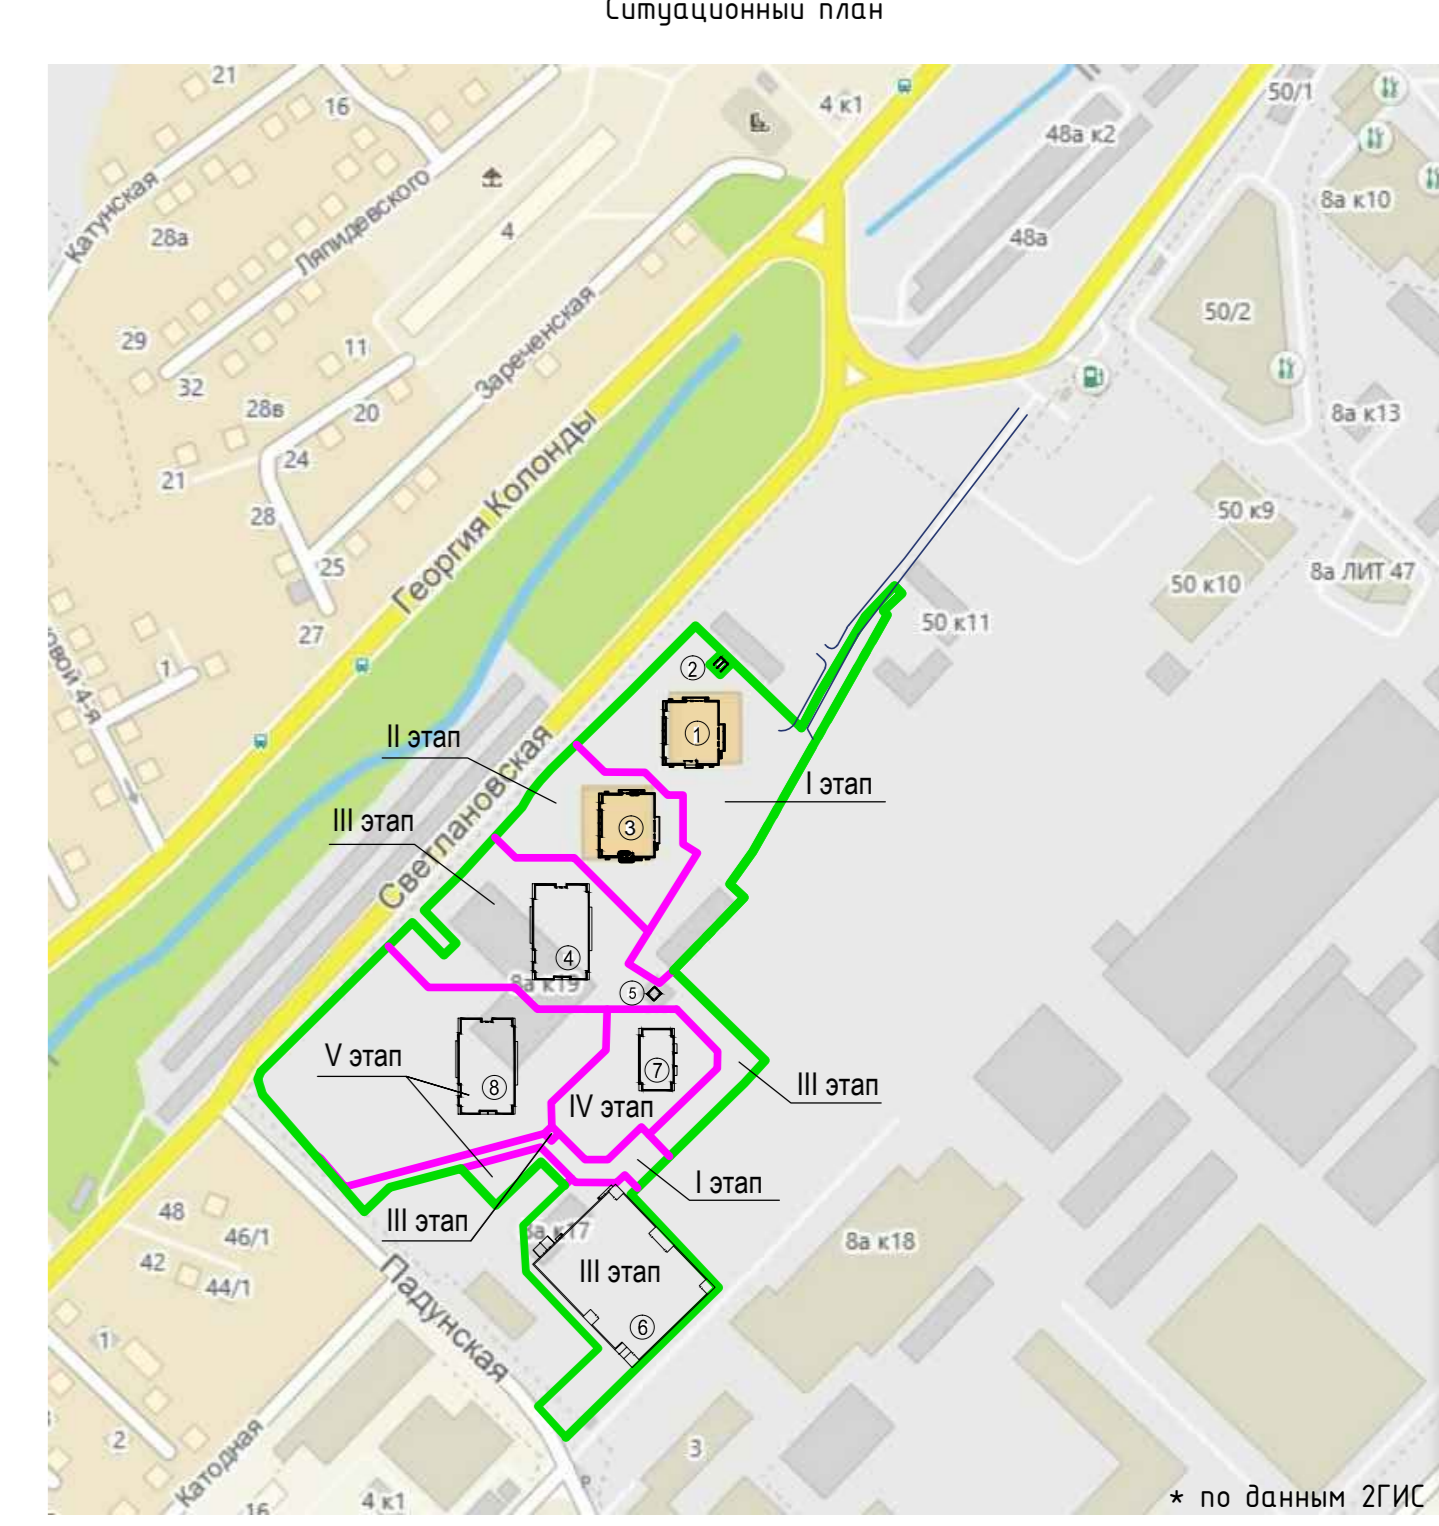 Ситуационный план
21
16
4 к1
50/1
48а к2
8а к10
Катунская
28а
Ляпидевского
4
48а
50/2
29
11
Зареченская
32
28в
20
8а к13
24
21
28
Георгия Колонды
50 к9
25
8а ЛИТ 47
50 к10
27
50 к11
1
2
1
II этап
I этап
III этап
3
Светлановская
4
8а к19
5
V этап
8
7
III этап
IV этап
I этап
48
46/1
III этап
8а к17
8а к18
42
44/1
III этап
Падунская
6
1
2
3
Катодная
16
4 к1
* по данным 2ГИС